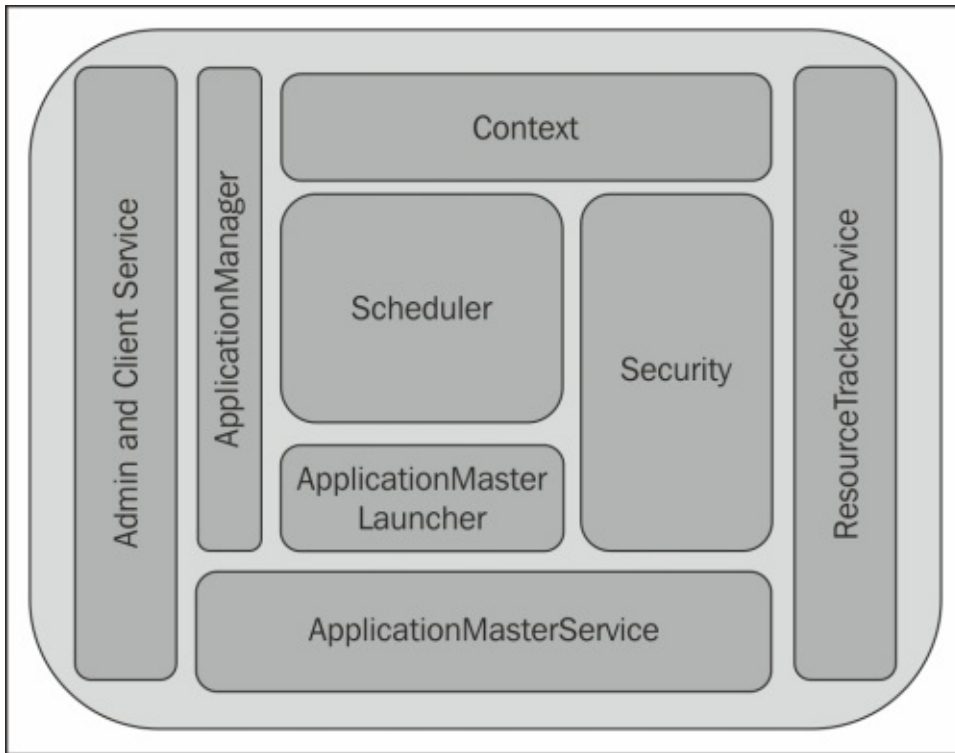 Admin and Client Service
ApplicationManager
Context
Scheduler
Security
ApplicationMaster
Launcher
ApplicationMasterService
ResourceTrackerService